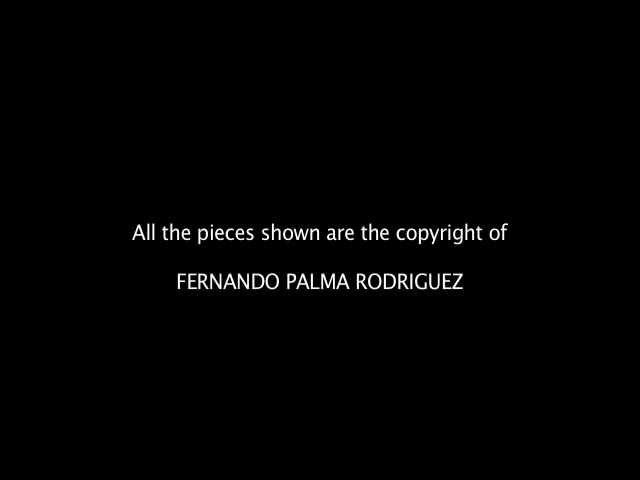 All the pieces shown are the copyright of
FERNANDO PALMA RODRIGUEZ